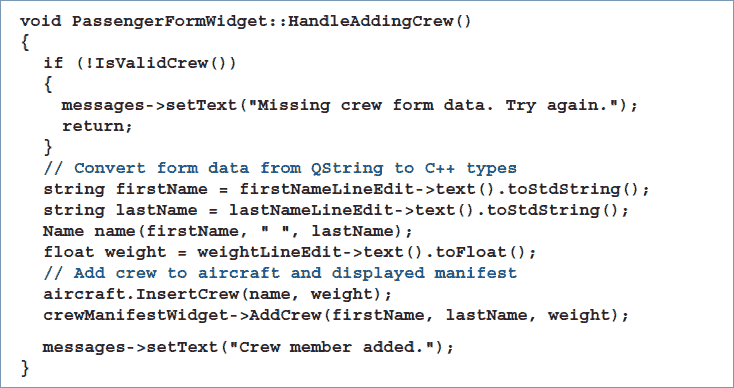 void PassengerFormWidget::HandleAddingCrew()
{
if (!IsValidCrew())
{
messages->setText("Missing crew form data. Try again.");
return;
}
// Convert form data from QString to C++ types
string firstName = firstNameLineEdit->text().toStdString();
string lastName = lastNameLineEdit->text().toStdString();
Name name(firstName, " ", lastName);
float weight = weightLineEdit->text().toFloat();
// Add crew to aircraft and displayed manifest
aircraft.InsertCrew(name, weight);
crewManifestWidget->AddCrew(firstName, lastName, weight);
messages->setText("Crew member added.");
}